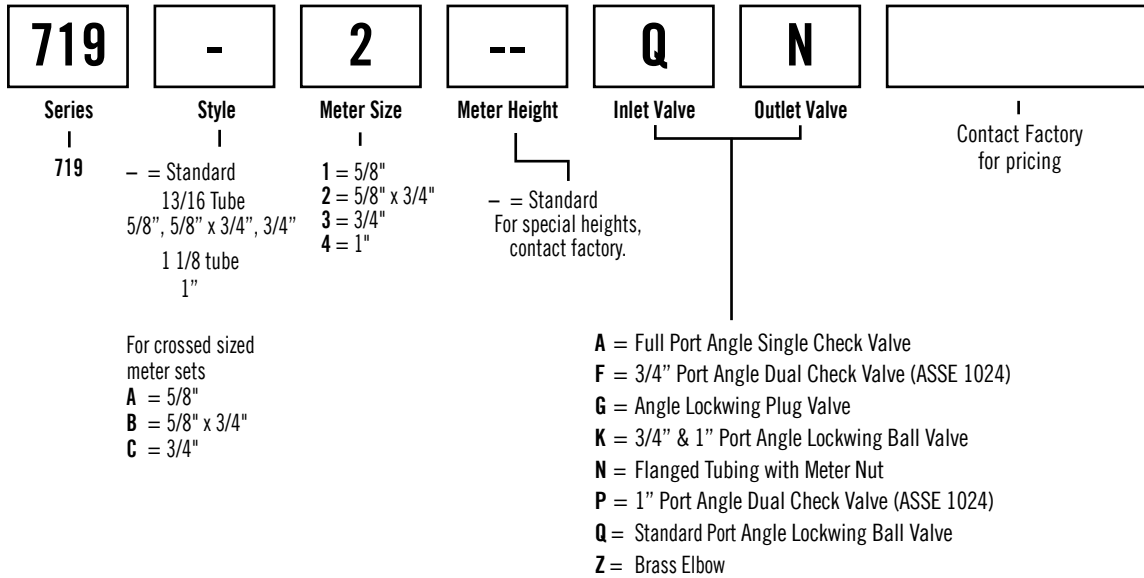 719 - 2 -- Q N
Series Style Meter Size Meter Height Inlet Valve Outlet Valve
719
– = Standard
13/16 Tube
5/8”, 5/8” x 3/4”, 3/4”
1 1/8 tube
1”
For crossed sized
meter sets
A = 5/8"
B = 5/8" x 3/4"
C = 3/4"
1 = 5/8"
2 = 5/8" x 3/4"
3 = 3/4"
4 = 1"
– = Standard
For special heights,
contact factory.
A = Full Port Angle Single Check Valve
F = 3/4” Port Angle Dual Check Valve (ASSE 1024)
G = Angle Lockwing Plug Valve
K = 3/4” & 1” Port Angle Lockwing Ball Valve
N = Flanged Tubing with Meter Nut
P = 1” Port Angle Dual Check Valve (ASSE 1024)
Q = Standard Port Angle Lockwing Ball Valve
Z = Brass Elbow
Contact Factory
for pricing